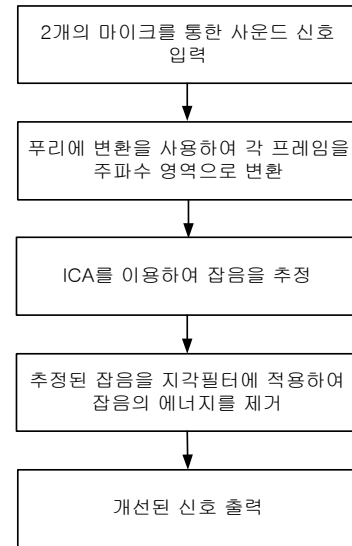 2개의 마이크를 통한 사운드 신호
입력
푸리에 변환을 사용하여 각 프레임을
주파수 영역으로 변환
ICA를 이용하여 잡음을 추정
추정된 잡음을 지각필터에 적용하여
잡음의 에너지를 제거
개선된 신호 출력